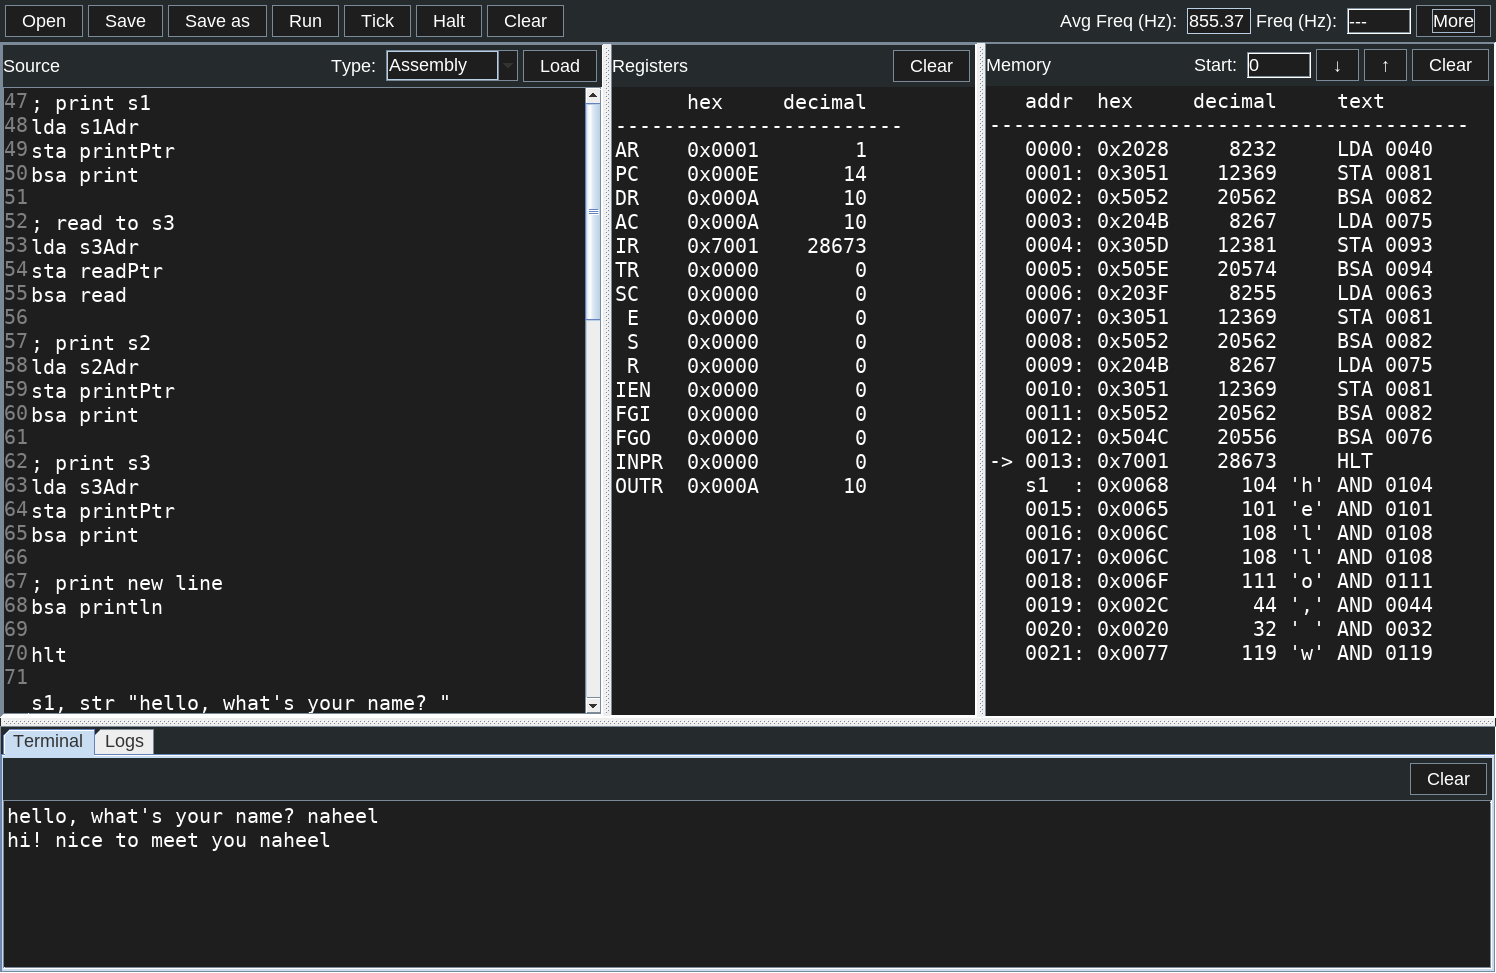 Open Save Save as Run Tick Halt Clear Avg Freq (Hz): 855.37 Freq (Hz): --- More
Source Type: Assembly Load
47 ; print s1
48 lda s1Adr
49 sta printPtr
50 bsa print
51
52 ; read to s3
53 lda s3Adr
54 sta readPtr
55 bsa read
56
57 ; print s2
58 lda s2Adr
59 sta printPtr
60 bsa print
61
62 ; print s3
63 lda s3Adr
64 sta printPtr
65 bsa print
66
67 ; print new line
68 bsa println
69
70 hlt
71
s1, str "hello, what's your name? "
Registers Clear
hex decimal
------------------------
AR 0x0001 1
PC 0x000E 14
DR 0x000A 10
AC 0x000A 10
IR 0x7001 28673
TR 0x0000 0
SC 0x0000 0
E 0x0000 0
S 0x0000 0
R 0x0000 0
IEN 0x0000 0
FGI 0x0000 0
FGO 0x0000 0
INPR 0x0000 0
OUTR 0x000A 10
Memory Start: 0 ↓ ↑ Clear
addr hex decimal text
----------------------------------------
0000: 0x2028 8232 LDA 0040
0001: 0x3051 12369 STA 0081
0002: 0x5052 20562 BSA 0082
0003: 0x204B 8267 LDA 0075
0004: 0x305D 12381 STA 0093
0005: 0x505E 20574 BSA 0094
0006: 0x203F 8255 LDA 0063
0007: 0x3051 12369 STA 0081
0008: 0x5052 20562 BSA 0082
0009: 0x204B 8267 LDA 0075
0010: 0x3051 12369 STA 0081
0011: 0x5052 20562 BSA 0082
0012: 0x504C 20556 BSA 0076
-> 0013: 0x7001 28673 HLT
s1 : 0x0068 104 'h' AND 0104
0015: 0x0065 101 'e' AND 0101
0016: 0x006C 108 'l' AND 0108
0017: 0x006C 108 'l' AND 0108
0018: 0x006F 111 'o' AND 0111
0019: 0x002C 44 ',' AND 0044
0020: 0x0020 32 ' ' AND 0032
0021: 0x0077 119 'w' AND 0119
Terminal Logs
Clear
hello, what's your name? naheel
hi! nice to meet you naheel